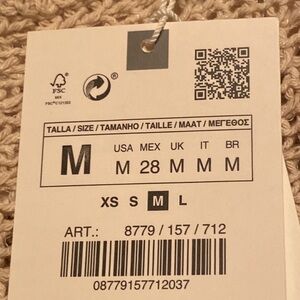 FSC
MIX
®
TALLA / SIZE / TAMANHO / TAILLE / MAAT / ΜΕΓΕΘΟΣ
M
USA MEX UK IT BR
M 28 M M M
XS S M L
ART.: 8779 / 157 / 712
08779157712037